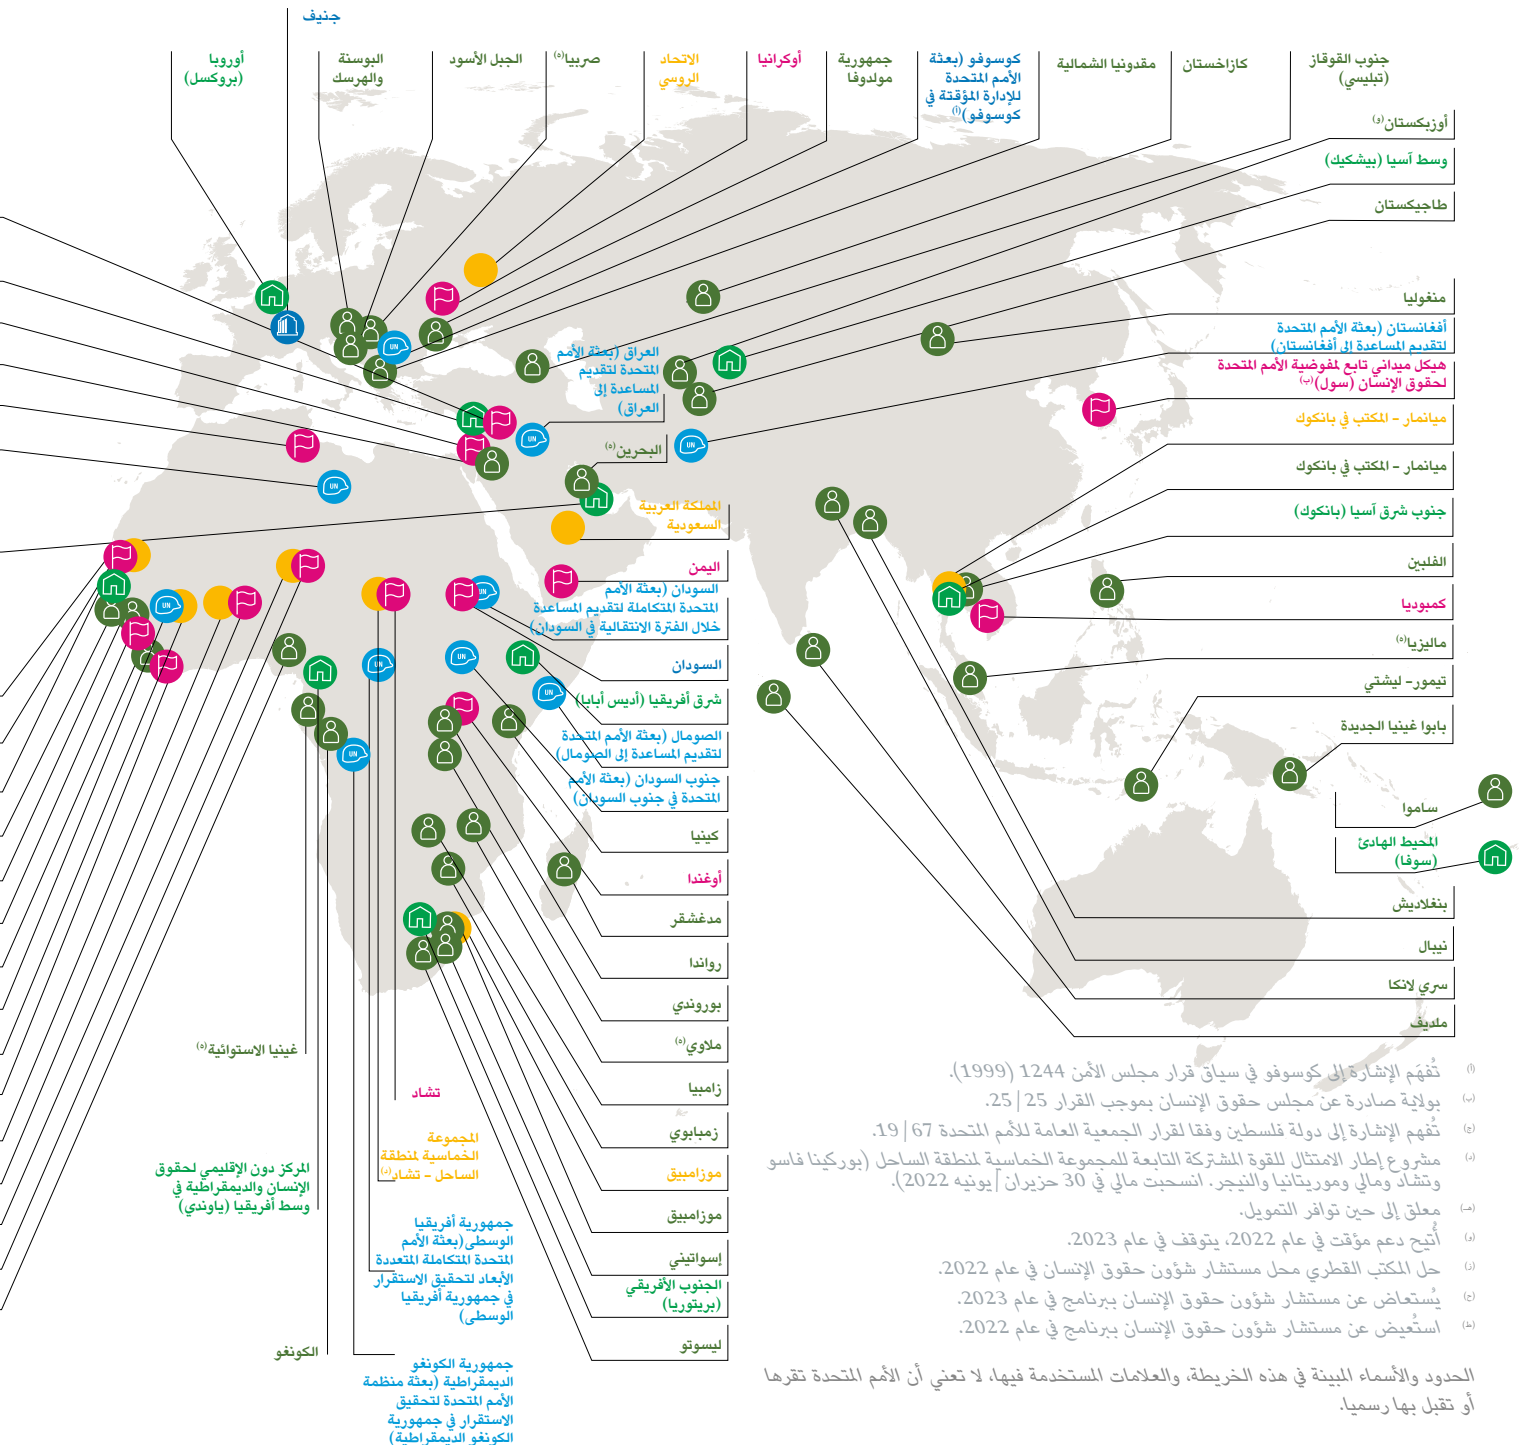 جنيف
جنوب القوقاز
(تبليسي)
كازاخستان
مقدونيا الشمالية
كوسوفو (بعثة
الأمم المتحدة
للإدارة المؤقتة في
كوسوفو)(أ)
جمهورية
مولدوفا
أوكرانيا
الاتحاد
الروسي
صربيا(ه)
الجبل الأسود
البوسنة
والهرسك
أوروبا
(بروكسل)
أوزبكستان(و)
وسط آسيا (بيشكيك)
طاجيكستان
منغوليا
أفغانستان (بعثة الأمم المتحدة
لتقديم المساعدة إلى أفغانستان)
هيكل ميداني تابع لمفوضية الأمم المتحدة
لحقوق الإنسان (سول)(ب)
ميانمار - المكتب في بانكوك
ميانمار - المكتب في بانكوك
جنوب شرق آسيا (بانكوك)
الفلبين
كمبوديا
ماليزيا(ه)
تيمور- ليشتي
بابوا غينيا الجديدة
ساموا
المحيط الهادئ
(سوفا)
بنغلاديش
نيبال
سري لانكا
ملديف
العراق (بعثة الأمم
المتحدة لتقديم
المساعدة إلى
العراق)
البحرين(ه)
المملكة العربية
السعودية
اليمن
السودان (بعثة الأمم
المتحدة المتكاملة لتقديم المساعدة
خلال الفترة الانتقالية في السودان)
السودان
شرق أفريقيا (أديس أبابا)
الصومال (بعثة الأمم المتحدة
لتقديم المساعدة إلى الصومال)
جنوب السودان (بعثة الأمم
المتحدة في جنوب السودان)
كينيا
أوغندا
مدغشقر
رواندا
بوروندي
ملاوي(ه)
زامبيا
زمبابوي
موزامبيق
موزامبيق
إسواتيني
الجنوب الأفريقي
(بريتوريا)
ليسوتو
غينيا الاستوائية(ه)
تشاد
المجموعة
الخماسية لمنطقة
الساحل - تشاد(د)
المركز دون الإقليمي لحقوق
الإنسان والديمقراطية في
وسط أفريقيا (ياوندي)
جمهورية أفريقيا
الوسطى(بعثة الأمم
المتحدة المتكاملة المتعددة
الأبعاد لتحقيق الاستقرار
في جمهورية أفريقيا
الوسطى)
الكونغو
جمهورية الكونغو
الديمقراطية (بعثة منظمة
الأمم المتحدة لتحقيق
الاستقرار في جمهورية
الكونغو الديمقراطية)
(أ) تُفهَم الإشارة إلى كوسوفو في سياق قرار مجلس الأمن 1244 (1999).
(ب) بولاية صادرة عن مجلس حقوق الإنسان بموجب القرار 25|25.
(ج) تُفهم الإشارة إلى دولة فلسطين وفقا لقرار الجمعية العامة للأمم المتحدة 67|19.
(د) مشروع إطار الامتثال للقوة المشتركة التابعة للمجموعة الخماسية لمنطقة الساحل (بوركينا فاسو
وتشاد ومالي وموريتانيا والنيجر. انسحبت مالي في 30 حزيران|يونيه 2022).
(هـ) معلق إلى حين توافر التمويل.
(و) أُتيح دعم مؤقت في عام 2022، يتوقف في عام 2023.
(ز) حل المكتب القطري محل مستشار شؤون حقوق الإنسان في عام 2022.
(ح) يُستعاض عن مستشار شؤون حقوق الإنسان ببرنامج في عام 2023.
(ط) استُعيض عن مستشار شؤون حقوق الإنسان ببرنامج في عام 2022.
الحدود والأسماء المبينة في هذه الخريطة، والعلامات المستخدمة فيها، لا تعني أن الأمم المتحدة تقرها
أو تقبل بها رسميا.